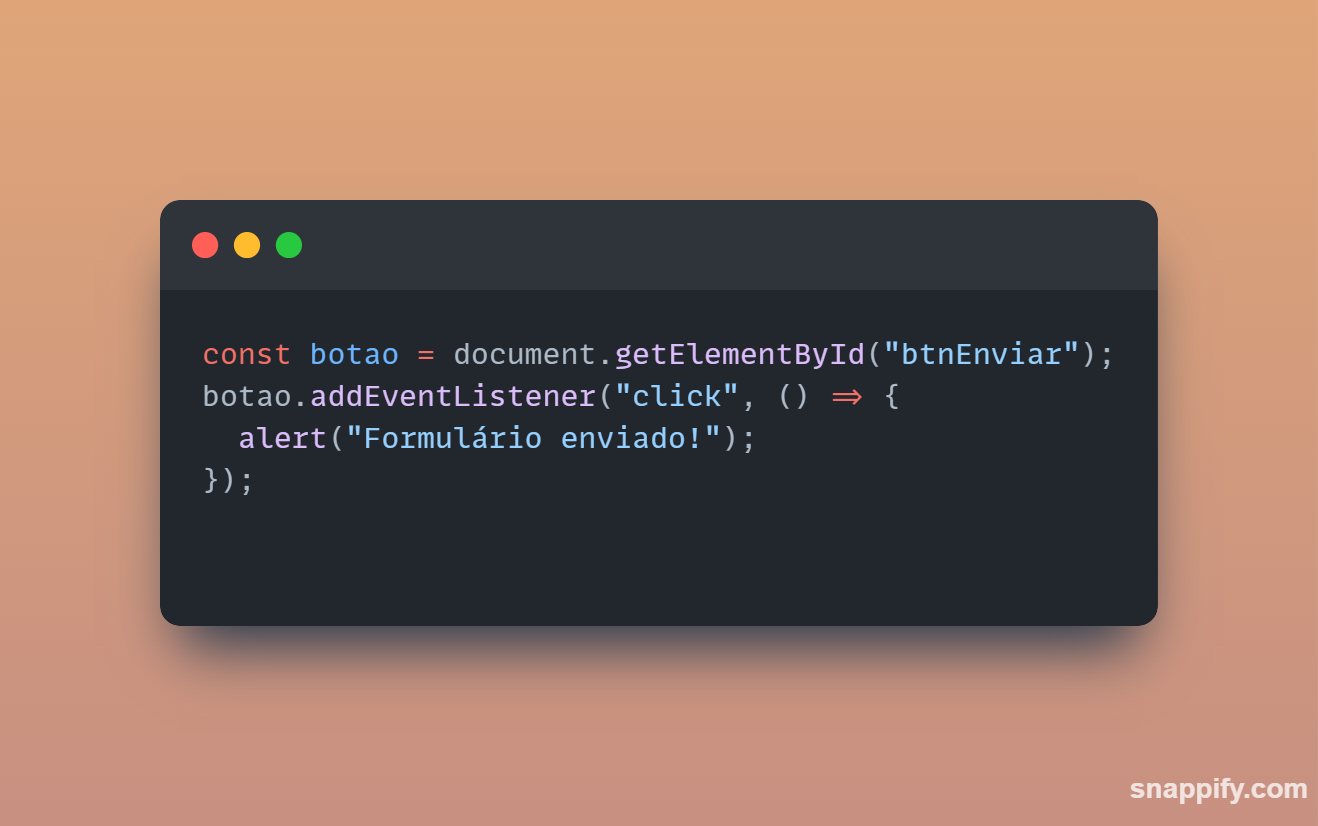 const botao = document.getElementById("btnEnviar");
botao.addEventListener("click", () => {
  alert("Formulário enviado!");
});
snappify.com